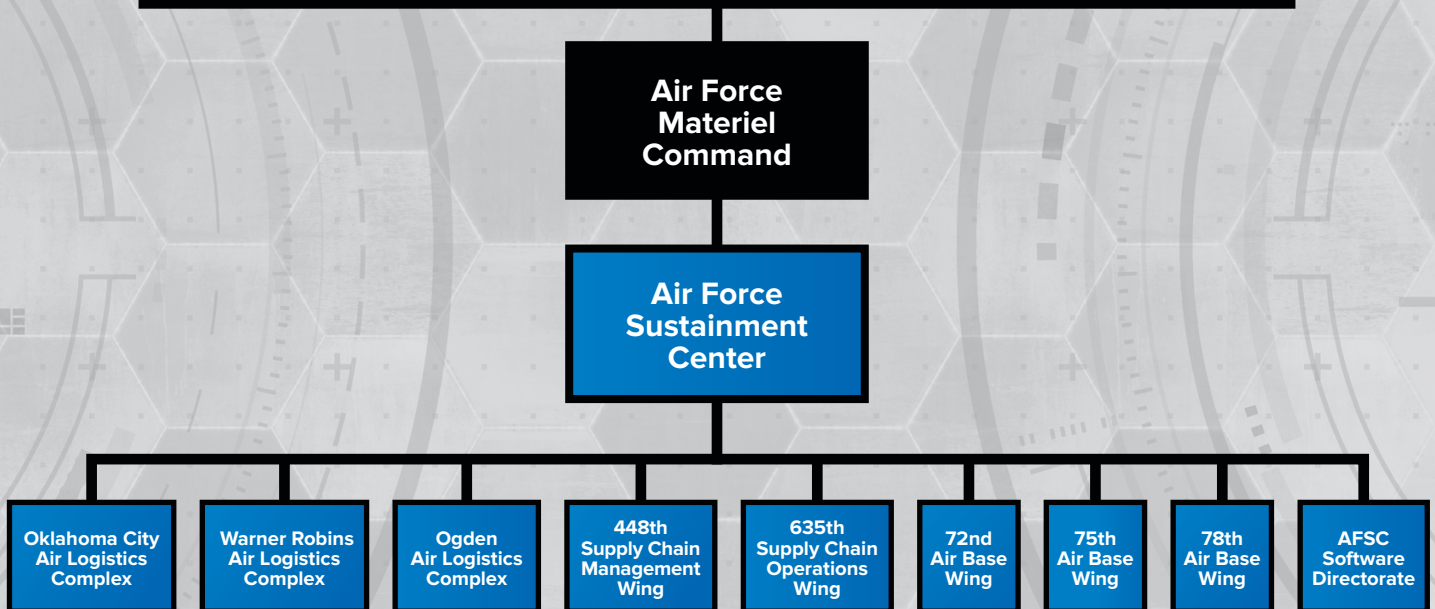 Air Force
Materiel
Command
Air Force
Sustainment
Center
Oklahoma City
Air Logistics
Complex
Warner Robins
Air Logistics
Complex
Ogden
Air Logistics
Complex
448th
Supply Chain
Management
Wing
635th
Supply Chain
Operations
Wing
72nd
Air Base
Wing
75th
Air Base
Wing
78th
Air Base
Wing
AFSC
Software
Directorate